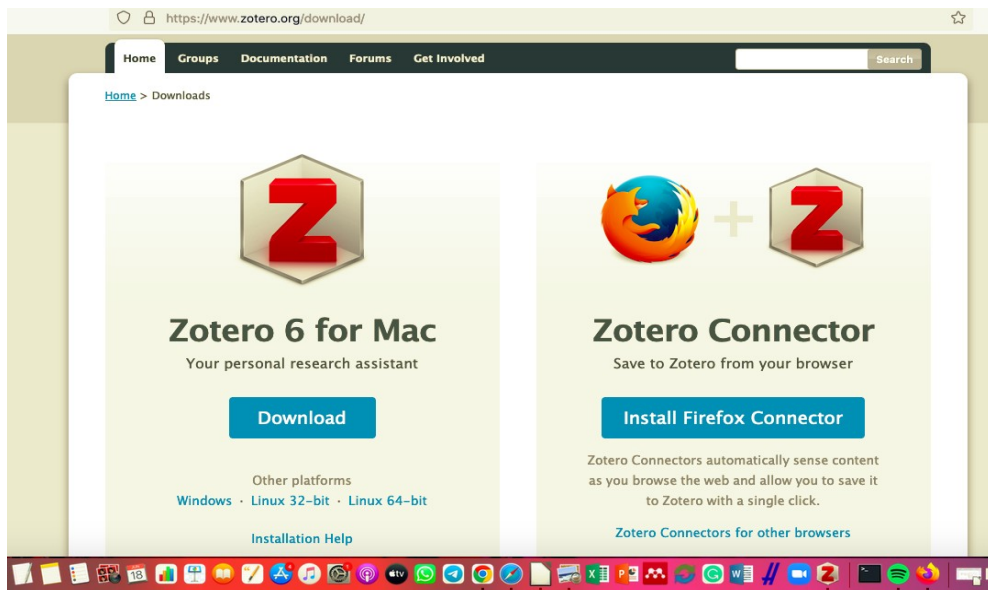 https://www.zotero.org/download/
Home Groups Documentation Forums Get Involved Search
Home > Downloads
Z
Z
Zotero 6 for Mac
Your personal research assistant
Download
Other platforms
Windows · Linux 32-bit · Linux 64-bit
Installation Help
Zotero Connector
Save to Zotero from your browser
Install Firefox Connector
Zotero Connectors automatically sense content
as you browse the web and allow you to save it
to Zotero with a single click.
Zotero Connectors for other browsers
18
tv